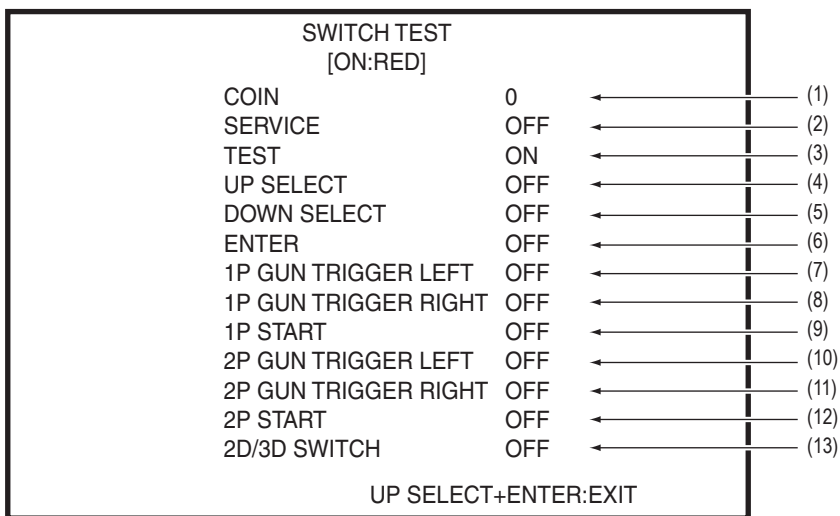 SWITCH TEST
[ON:RED]
COIN 0 (1)
SERVICE OFF (2)
TEST ON (3)
UP SELECT OFF (4)
DOWN SELECT OFF (5)
ENTER OFF (6)
1P GUN TRIGGER LEFT OFF (7)
1P GUN TRIGGER RIGHT OFF (8)
1P START OFF (9)
2P GUN TRIGGER LEFT OFF (10)
2P GUN TRIGGER RIGHT OFF (11)
2P START OFF (12)
2D/3D SWITCH OFF (13)
UP SELECT+ENTER:EXIT